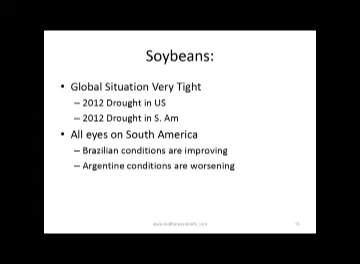 Soybeans:
• Global Situation Very Tight
– 2012 Drought in US
– 2012 Drought in S. Am
• All eyes on South America
– Brazilian conditions are improving
– Argentine conditions are worsening